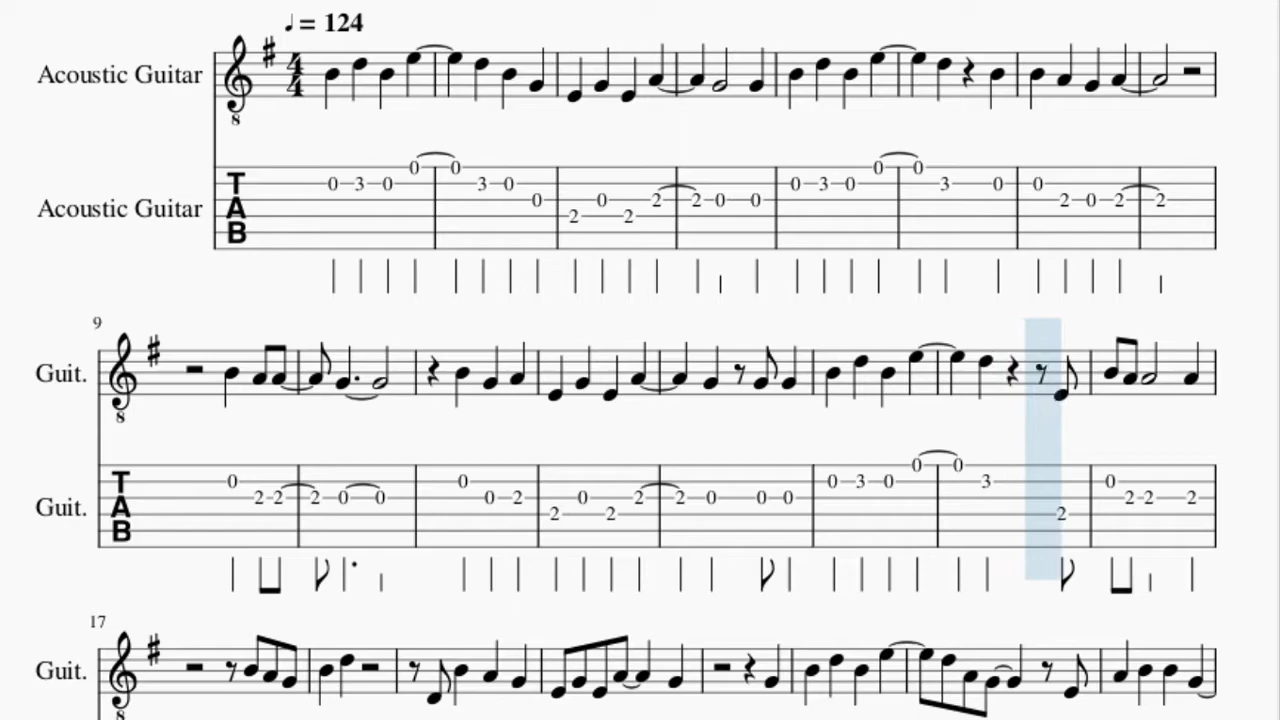 ♩ = 124
Acoustic Guitar
4 4
8
Acoustic Guitar
T A B
0 3 0 0 0 3 0 0 2 0 2 2 2 0 0 0 3 0 0 0 3 0 0 2 0 2 2
9
Guit.
8
Guit.
T A B
0 2 2 2 0 0 0 0 2 2 0 2 2 2 0 0 0 0 3 0 0 0 3 2 0 2 2 2
17
Guit.
8